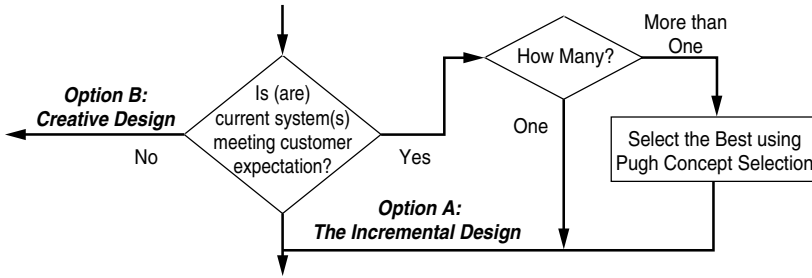 More than
One
How Many?
Option B:
Creative Design
Is (are)
current system(s)
meeting customer
expectation?
No
Yes
One
Select the Best using
Pugh Concept Selection
Option A:
The Incremental Design